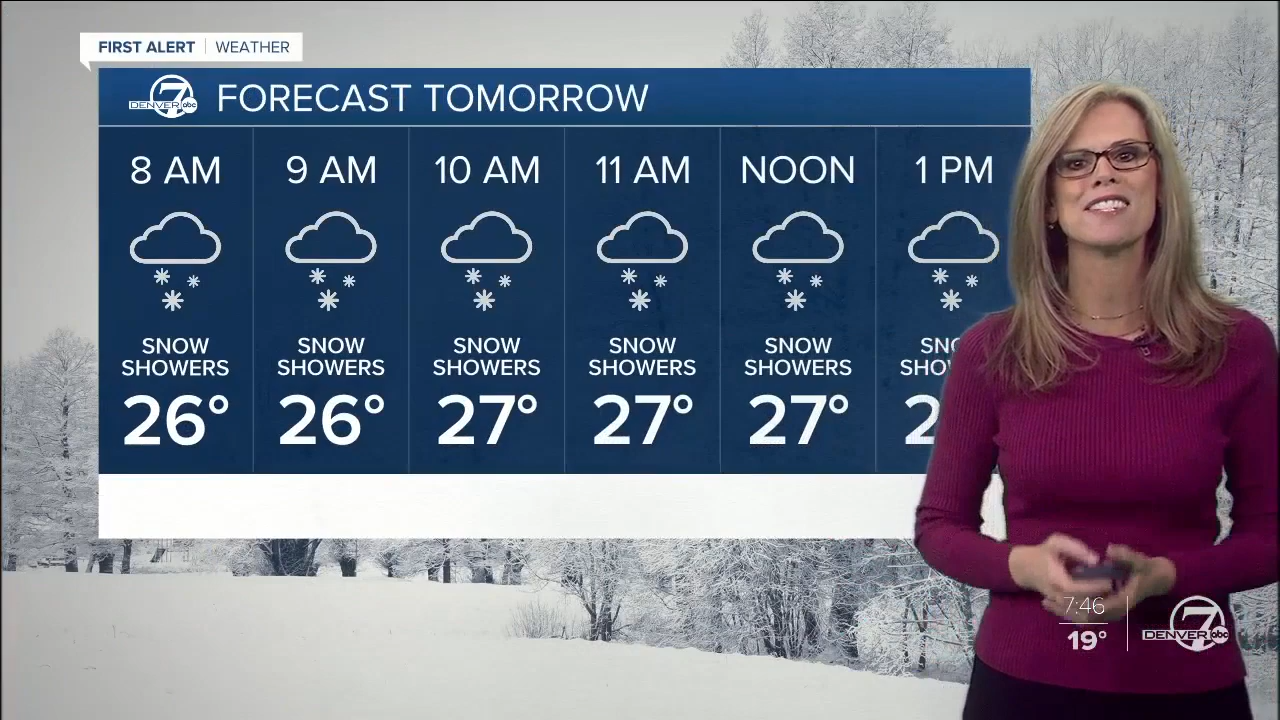 FIRST ALERT | WEATHER
DENVER 7 abc FORECAST TOMORROW
8 AM 9 AM 10 AM 11 AM NOON 1 PM
SNOW SNOW SNOW SNOW SNOW
SHOWERS SHOWERS SHOWERS SHOWERS SHOWERS
26° 26° 27° 27° 27°
7:46
19°
DENVER 7 abc